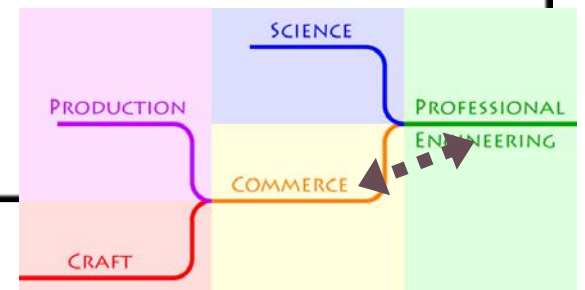 SCIENCE
PRODUCTION
PROFESSIONAL
ENGINEERING
COMMERCE
CRAFT